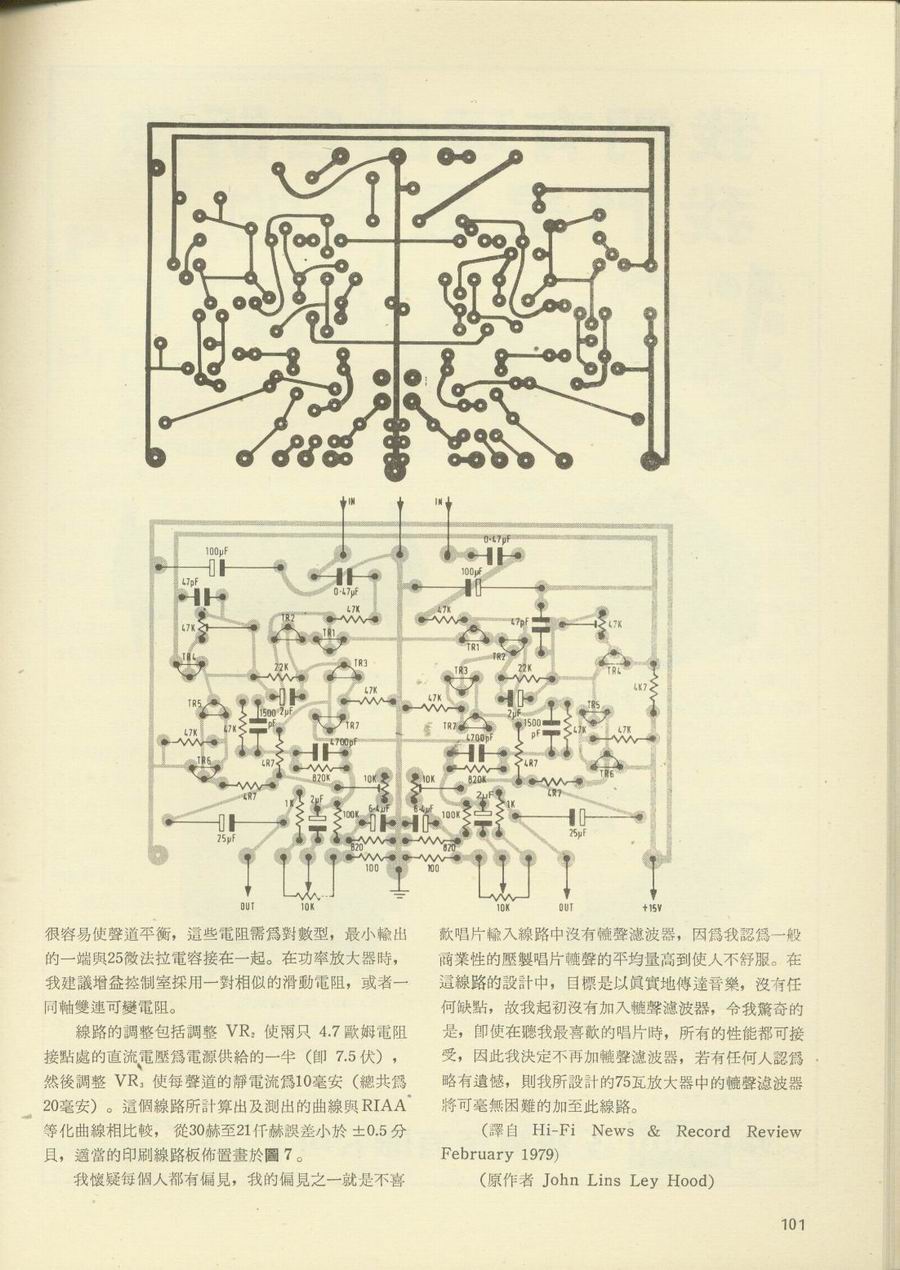 IN
IN
0·47µF
100µF
100µF
0·47µF
47pF
47K
47K
47pF
47K
47K
TR2
TR1
TR1
TR2
TR4
TR3
TR3
TR4
22K
22K
4K7
47K
47K
2µF
2µF
TR5
1500
pF
47K
TR7
TR7
1500
pF
47K
TR5
47K
4700pF
4700pF
47K
4R7
4R7
TR6
820K
820K
TR6
4R7
10K
10K
4R7
1K
2µF
100K
6·4µF
6·4µF
100K
2µF
1K
25µF
25µF
820
820
100
100
OUT
10K
10K
OUT
+15V
很容易使聲道平衡，這些電阻需爲對數型，最小輸出
的一端與25微法拉電容接在一起。在功率放大器時，
我建議增益控制室採用一對相似的滑動電阻，或者一
同軸雙連可變電阻。
線路的調整包括調整 VR₂ 使兩只 4.7 歐姆電阻
接點處的直流電壓爲電源供給的一半（卽 7.5 伏），
然後調整 VR₃ 使每聲道的靜電流爲10毫安（總共爲
20毫安）。這個線路所計算出及測出的曲線與RIAA
等化曲線相比較， 從30赫至21仟赫誤差小於 ±0.5 分
貝，適當的印刷線路板佈置畫於圖 7 。
我懷疑每個人都有偏見，我的偏見之一就是不喜
歡唱片輸入線路中沒有轆聲濾波器，因爲我認爲一般
商業性的壓製唱片轆聲的平均量高到使人不舒服。在
這線路的設計中，目標是以眞實地傳達音樂，沒有任
何缺點，故我起初沒有加入轆聲濾波器，令我驚奇的
是，卽使在聽我最喜歡的唱片時，所有的性能都可接
受，因此我決定不再加轆聲濾波器，若有任何人認爲
略有遺憾，則我所設計的75瓦放大器中的轆聲濾波器
將可毫無困難的加至此線路。
（譯自 Hi-Fi News & Record Review
February 1979）
（原作者 John Lins Ley Hood）
101